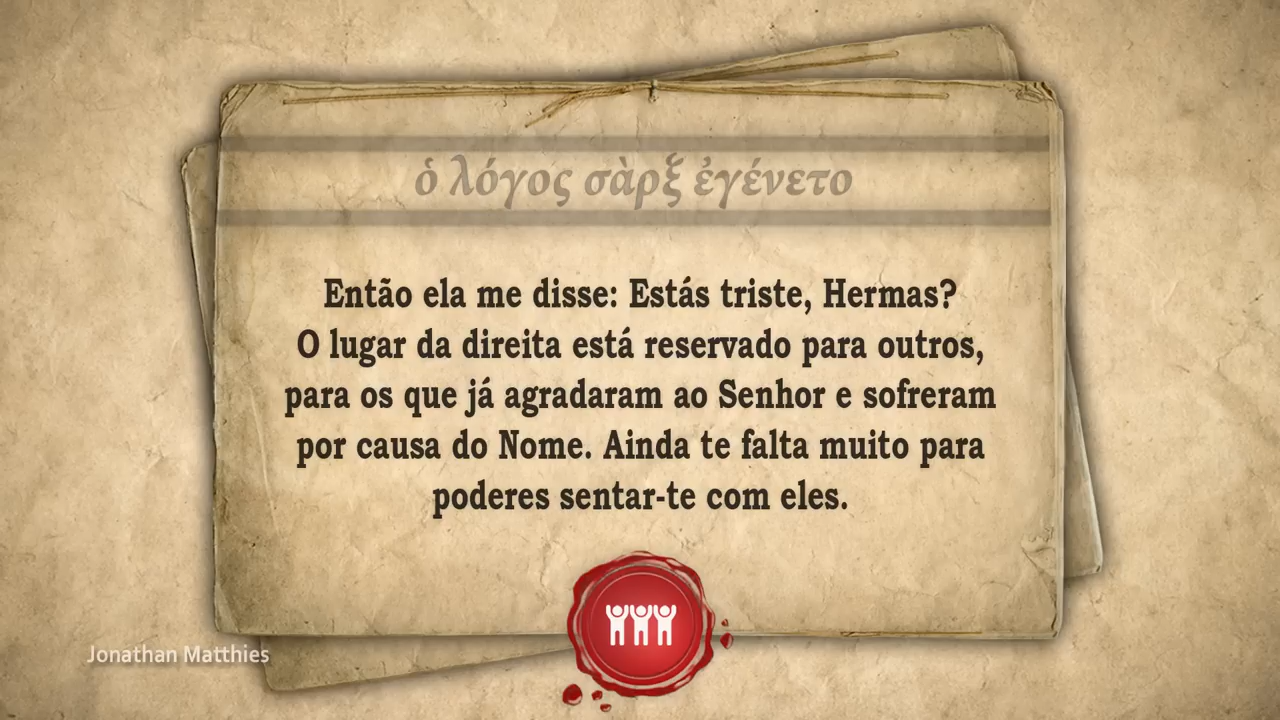 ὁ λόγος σὰρξ ἐγένετο
Então ela me disse: Estás triste, Hermas?
O lugar da direita está reservado para outros,
para os que já agradaram ao Senhor e sofreram
por causa do Nome. Ainda te falta muito para
poderes sentar-te com eles.
Jonathan Matthies